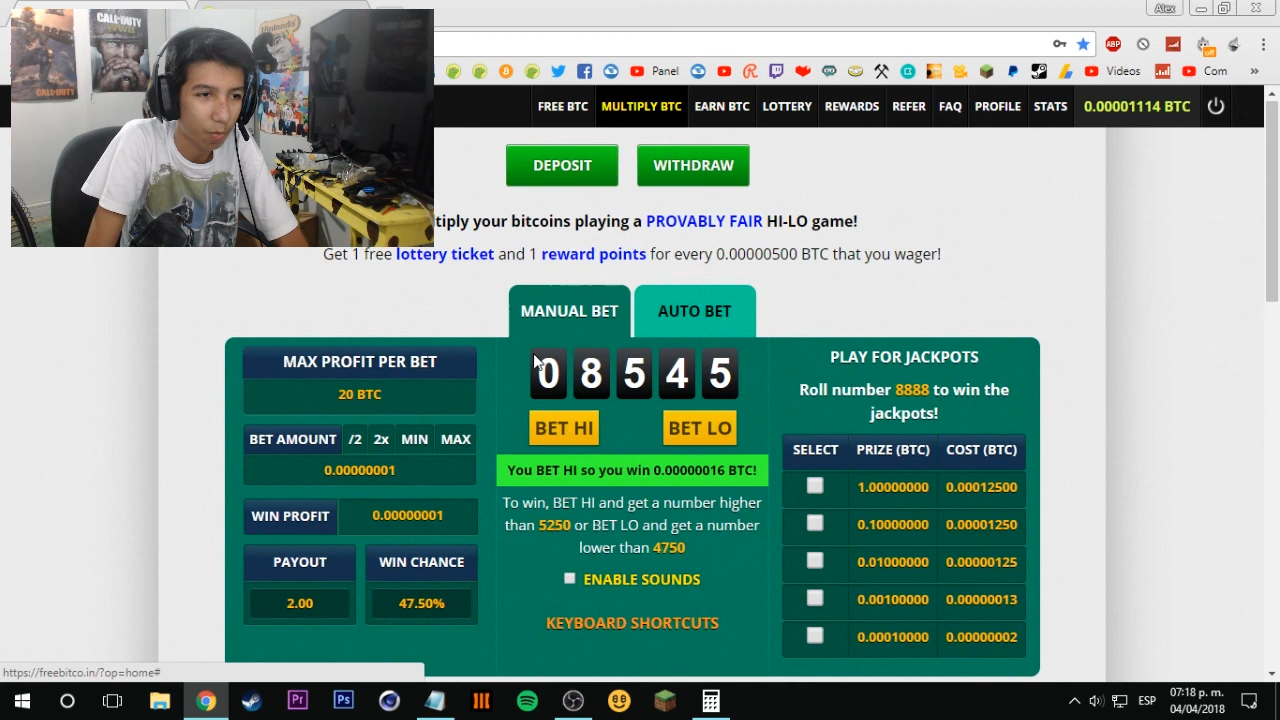 Alex
CALL OF DUTY
Nintendo
ABP
off
Panel
Videos
Com
»
FREE BTC
MULTIPLY BTC
EARN BTC
LOTTERY
REWARDS
REFER
FAQ
PROFILE
STATS
0.00001114 BTC
DEPOSIT
WITHDRAW
tiply your bitcoins playing a PROVABLY FAIR HI-LO game!
Get 1 free lottery ticket and 1 reward points for every 0.00000500 BTC that you wager!
MANUAL BET
AUTO BET
MAX PROFIT PER BET
20 BTC
BET AMOUNT /2 2x MIN MAX
0.00000001
WIN PROFIT 0.00000001
PAYOUT
2.00
WIN CHANCE
47.50%
0 8 5 4 5
BET HI
BET LO
You BET HI so you win 0.00000016 BTC!
To win, BET HI and get a number higher
than 5250 or BET LO and get a number
lower than 4750
ENABLE SOUNDS
KEYBOARD SHORTCUTS
PLAY FOR JACKPOTS
Roll number 8888 to win the
jackpots!
SELECT PRIZE (BTC) COST (BTC)
1.00000000 0.00012500
0.10000000 0.00001250
0.01000000 0.00000125
0.00100000 0.00000013
0.00010000 0.00000002
https://freebitco.in/?op=home#
Pr
Ps
ESP
07:18 p. m.
04/04/2018